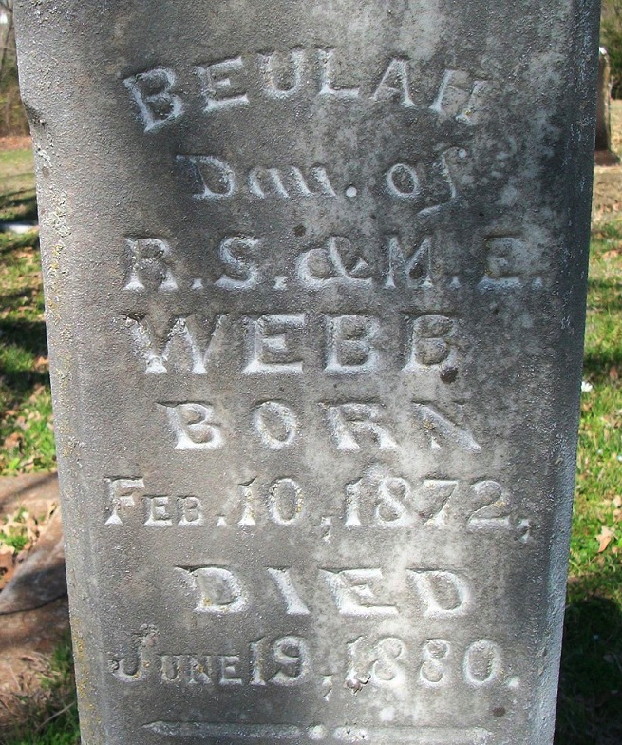 BEULAH
Dau. of
R.S. & M.E.
WEBB
BORN
FEB. 10, 1872,
DIED
JUNE 19, 1880.